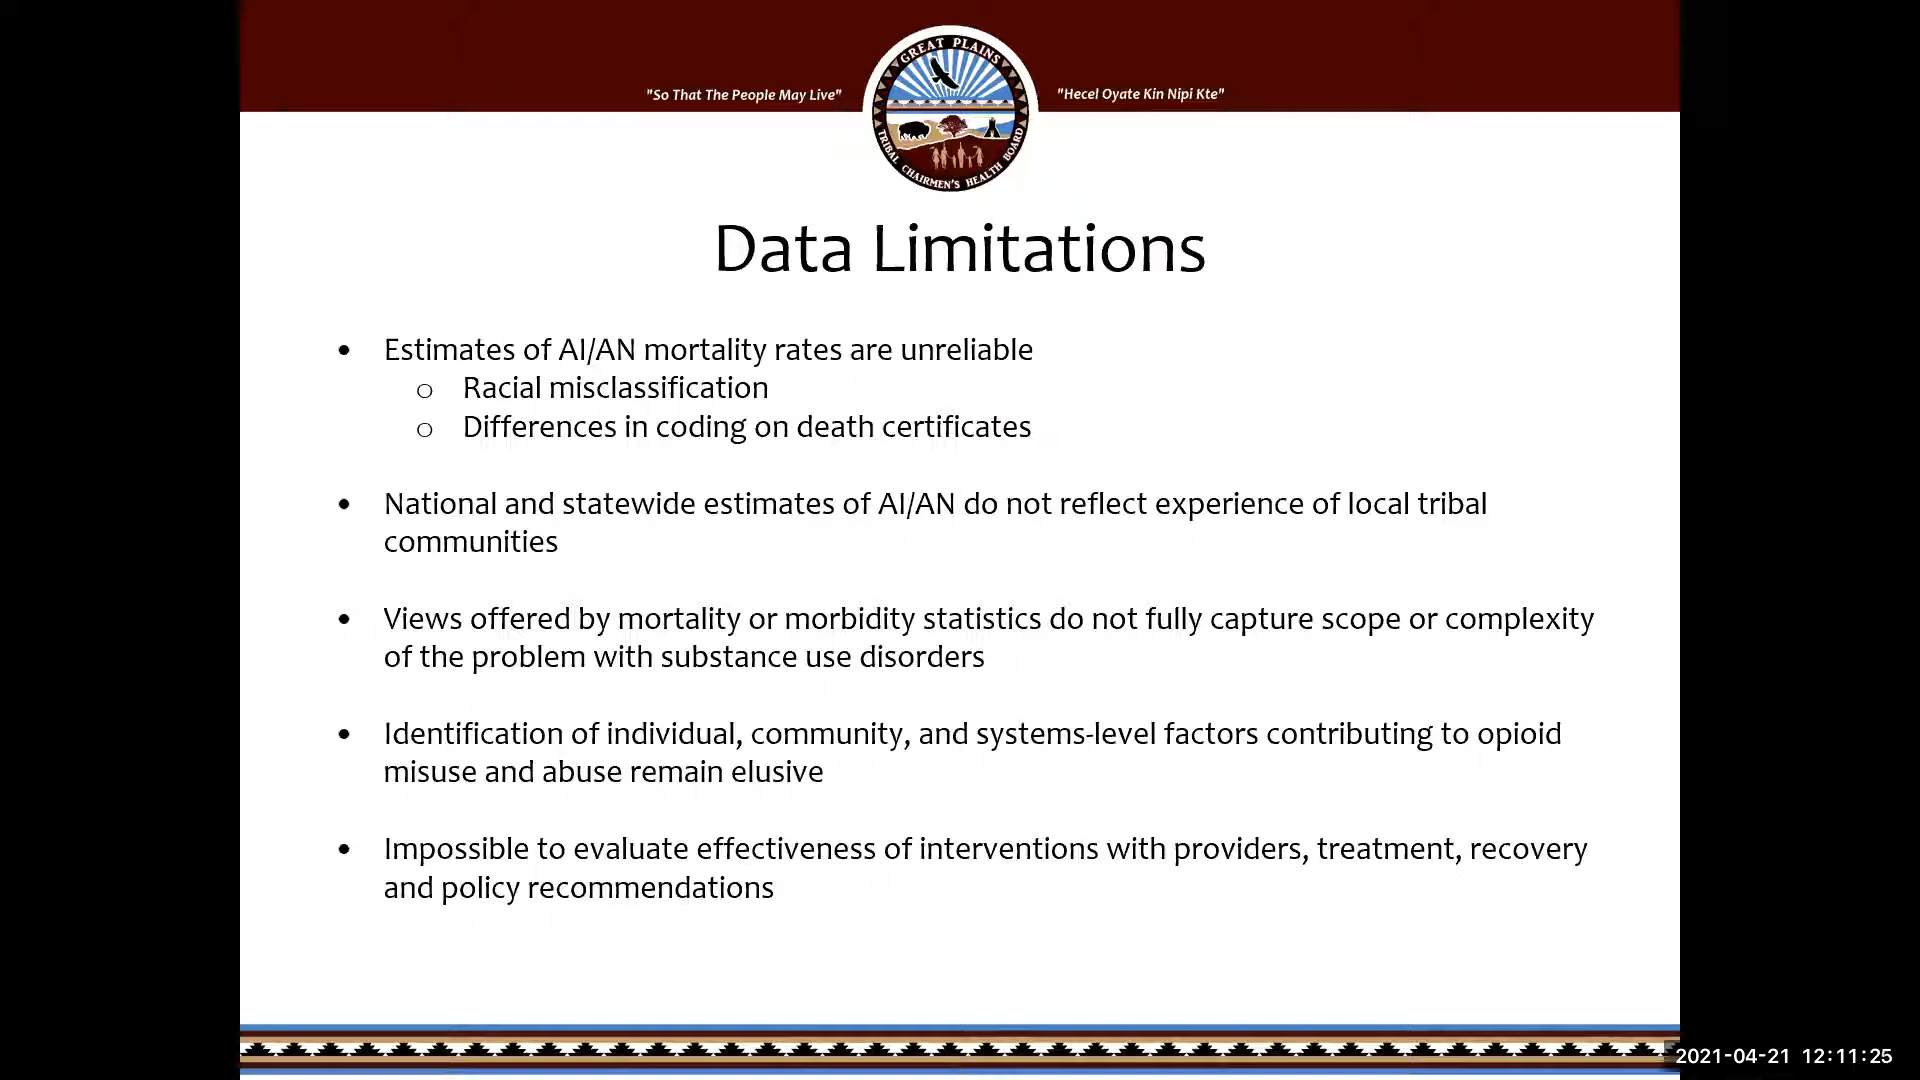 "So That The People May Live"
"Hecel Oyate Kin Nipi Kte"
GREAT PLAINS
TRIBAL CHAIRMEN'S HEALTH BOARD
Data Limitations
• Estimates of AI/AN mortality rates are unreliable
o Racial misclassification
o Differences in coding on death certificates
• National and statewide estimates of AI/AN do not reflect experience of local tribal
communities
• Views offered by mortality or morbidity statistics do not fully capture scope or complexity
of the problem with substance use disorders
• Identification of individual, community, and systems-level factors contributing to opioid
misuse and abuse remain elusive
• Impossible to evaluate effectiveness of interventions with providers, treatment, recovery
and policy recommendations
2021-04-21 12:11:25